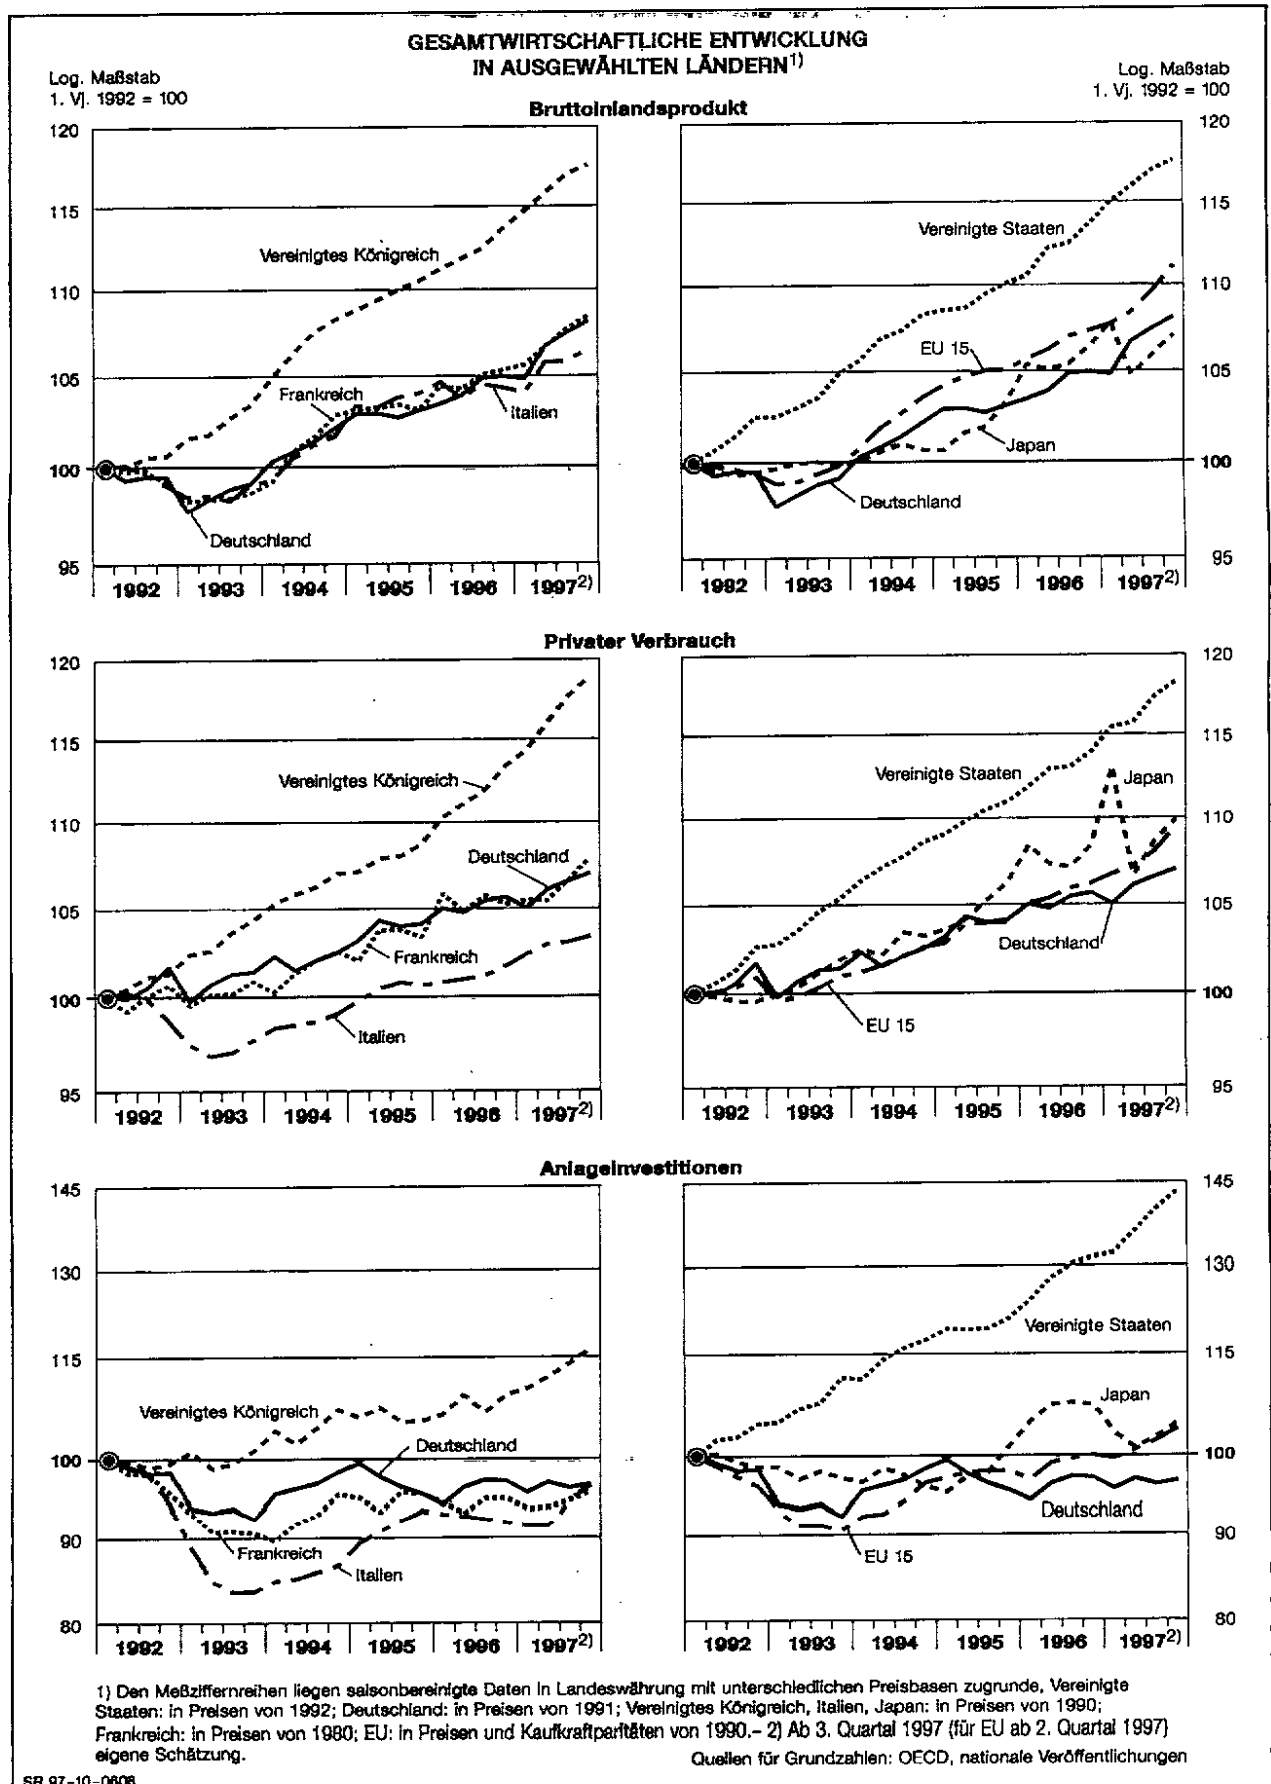 GESAMTWIRTSCHAFTLICHE ENTWICKLUNG
IN AUSGEWÄHLTEN LÄNDERN1)
Log. Maßstab
1. Vj. 1992 = 100
Log. Maßstab
1. Vj. 1992 = 100
Bruttoinlandsprodukt
120
115
110
105
100
95
Vereinigtes Königreich
Frankreich
Italien
Deutschland
1992 1993 1994 1995 1996 19972)
Vereinigte Staaten
EU 15
Japan
Deutschland
120
115
110
105
100
95
1992 1993 1994 1995 1996 19972)
Privater Verbrauch
120
115
110
105
100
95
Vereinigtes Königreich
Deutschland
Frankreich
Italien
1992 1993 1994 1995 1996 19972)
Vereinigte Staaten
Japan
Deutschland
EU 15
120
115
110
105
100
95
1992 1993 1994 1995 1996 19972)
Anlageinvestitionen
145
130
115
100
90
80
Vereinigtes Königreich
Deutschland
Frankreich
Italien
1992 1993 1994 1995 1996 19972)
Vereinigte Staaten
Japan
Deutschland
EU 15
145
130
115
100
90
80
1992 1993 1994 1995 1996 19972)
1) Den Meßziffernreihen liegen saisonbereinigte Daten in Landeswährung mit unterschiedlichen Preisbasen zugrunde, Vereinigte
Staaten: in Preisen von 1992; Deutschland: in Preisen von 1991; Vereinigtes Königreich, Italien, Japan: in Preisen von 1990;
Frankreich: in Preisen von 1980; EU: in Preisen und Kaufkraftparitäten von 1990.– 2) Ab 3. Quartal 1997 (für EU ab 2. Quartal 1997)
eigene Schätzung.
Quellen für Grundzahlen: OECD, nationale Veröffentlichungen
SR 97-10-0606